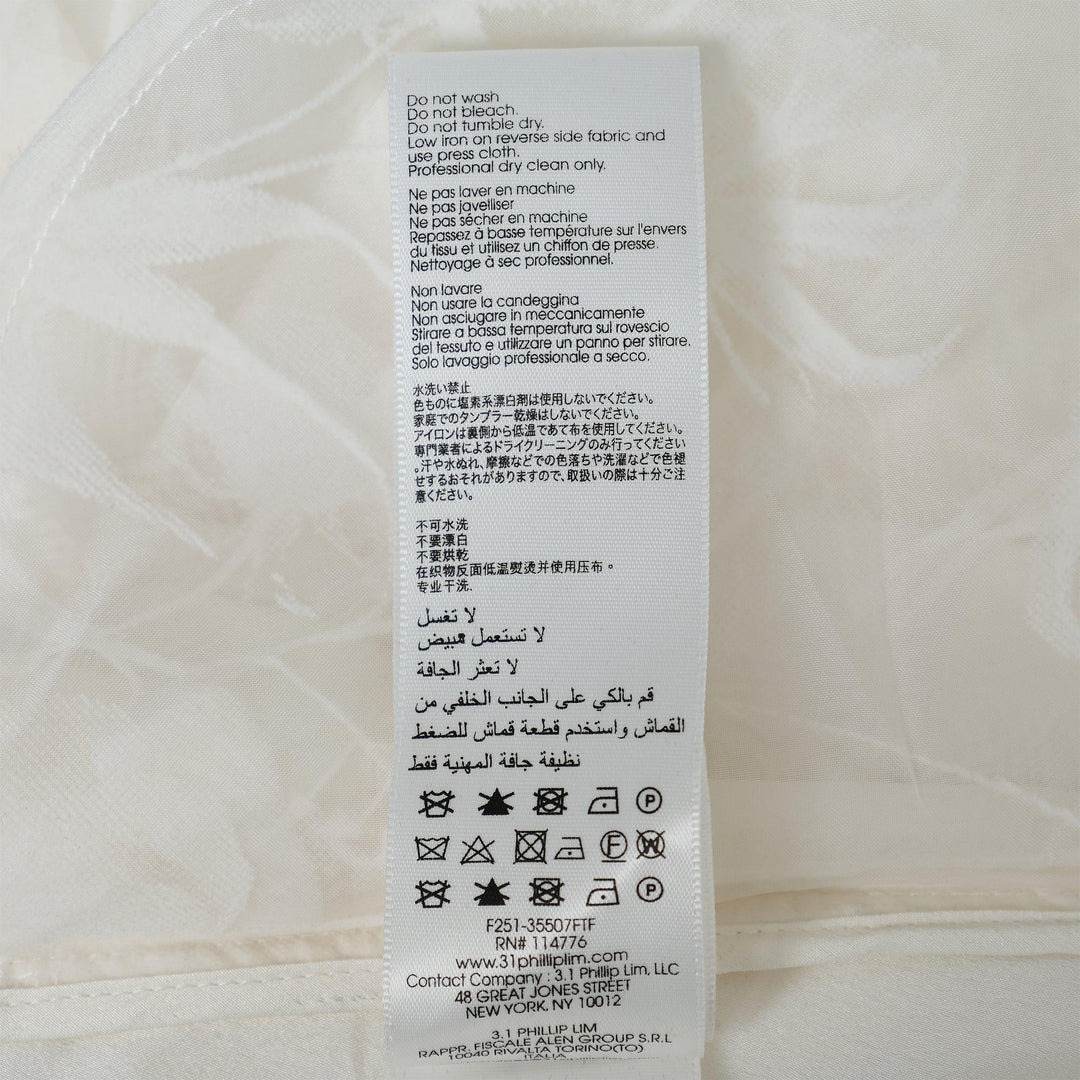 Do not wash
Do not bleach.
Do not tumble dry.
Low iron on reverse side fabric and
use press cloth.
Professional dry clean only.
Ne pas laver en machine
Ne pas javelliser
Ne pas sécher en machine
Repassez à basse température sur l'envers
du tissu et utilisez un chiffon de presse.
Nettoyage à sec professionnel.
Non lavare
Non usare la candeggina
Non asciugare in meccanicamente
Stirare a bassa temperatura sul rovescio
del tessuto e utilizzare un panno per stirare.
Solo lavaggio professionale a secco.
水洗い禁止
色ものに塩素系漂白剤は使用しないでください。
家庭でのタンブラー乾燥はしないでください。
アイロンは裏側から低温であて布を使用してください。
専門業者によるドライクリーニングのみ行ってください
。汗や水ぬれ、摩擦などでの色落ちや洗濯などで色褪
せするおそれがありますので、取扱いの際は十分ご注
意ください。
不可水洗
不要漂白
不要烘乾
在织物反面低温熨烫并使用压布。
专业干洗.
لا تغسل
لا تستعمل مبيض
لا تعثر الجافة
قم بالكي على الجانب الخلفي من
القماش واستخدم قطعة قماش للضغط
نظيفة جافة المهنية فقط
P
F W
P
F251-35507FTF
RN# 114776
www.31philliplim.com
Contact Company : 3.1 Phillip Lim, LLC
48 GREAT JONES STREET
NEW YORK, NY 10012
3.1 PHILLIP LIM
RAPPR. FISCALE ALEN GROUP S.R.L
10040 RIVALTA TORINO(TO)
ITALIA